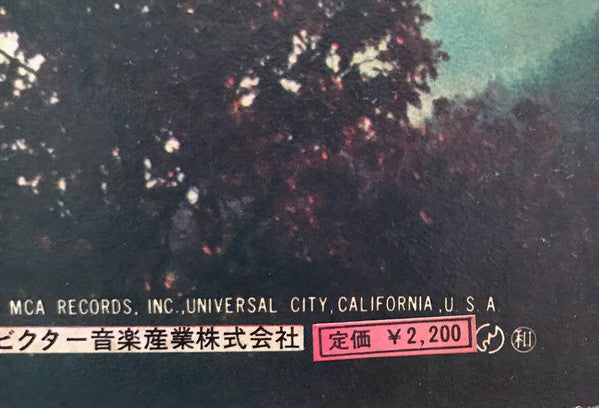 MCA RECORDS, INC., UNIVERSAL CITY, CALIFORNIA, U. S. A.
ビクター音楽産業株式会社 定価 ¥2,200 ㊓